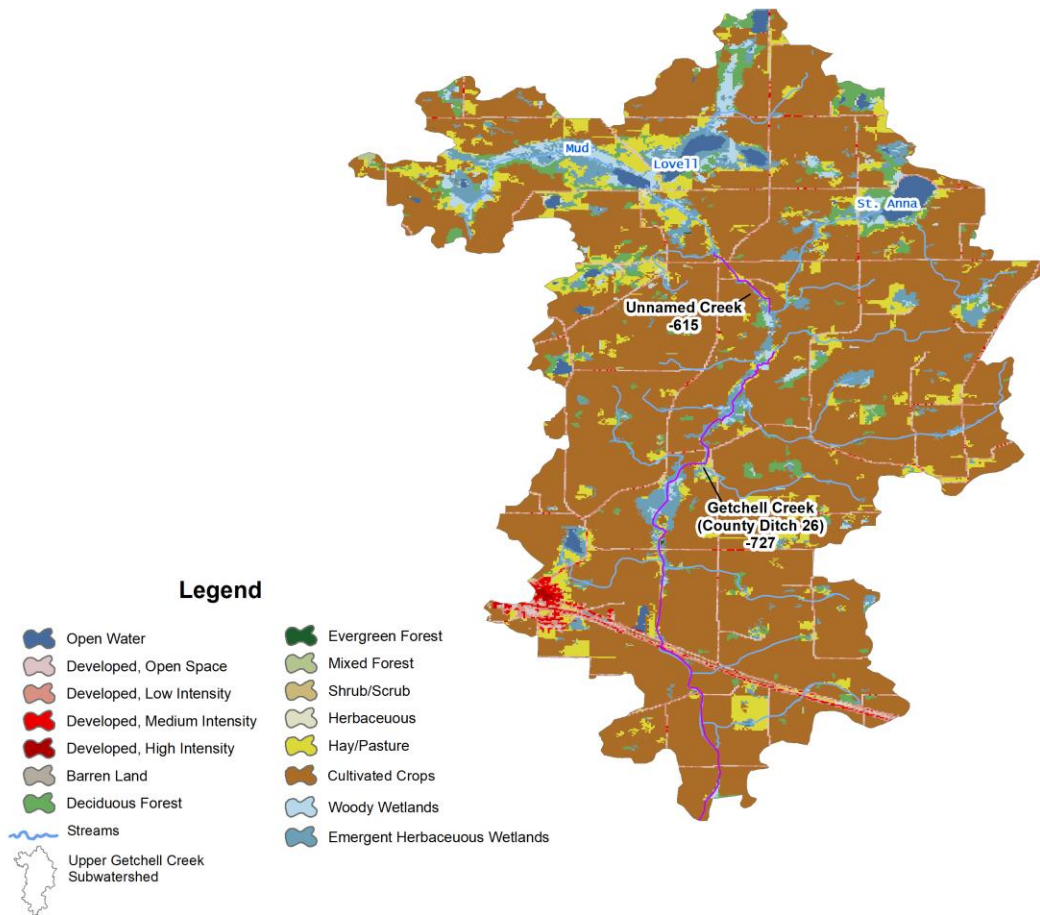 Mud
Lovell
St. Anna
Unnamed Creek
-615
Getchell Creek
(County Ditch 26)
-727
Legend
Open Water
Developed, Open Space
Developed, Low Intensity
Developed, Medium Intensity
Developed, High Intensity
Barren Land
Deciduous Forest
Streams
Upper Getchell Creek
Subwatershed
Evergreen Forest
Mixed Forest
Shrub/Scrub
Herbaceuous
Hay/Pasture
Cultivated Crops
Woody Wetlands
Emergent Herbaceuous Wetlands